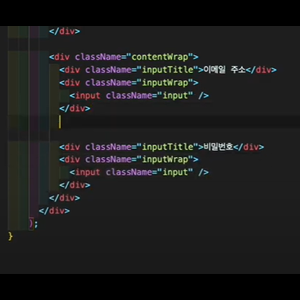 </div>
<div className="contentWrap">
<div className="inputTitle">이메일 주소</div>
<div className="inputWrap">
<input className="input" />
</div>
<div className="inputTitle">비밀번호</div>
<div className="inputWrap">
<input className="input" />
</div>
</div>
</div>
);
}